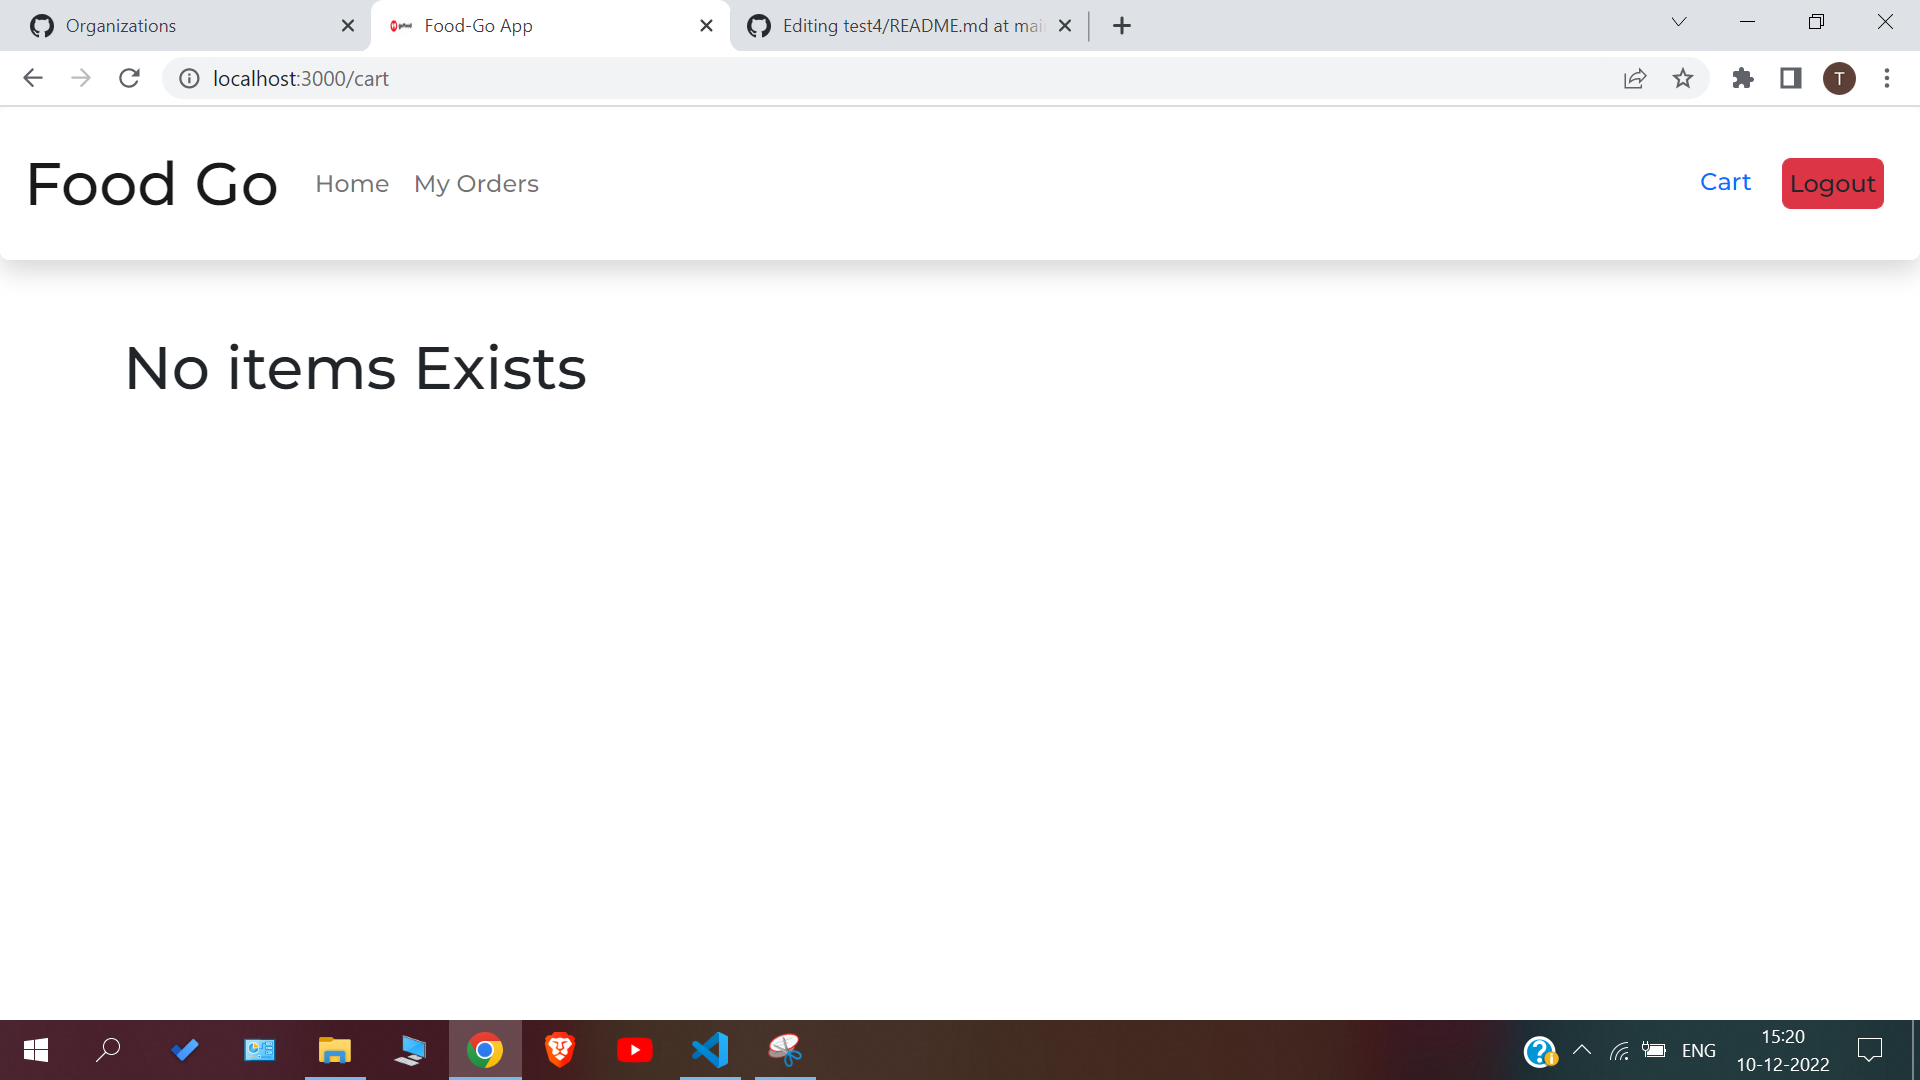 Organizations
Food-Go App
Editing test4/README.md at mai
localhost:3000/cart
T
Food Go
Home
My Orders
Cart
Logout
No items Exists
ENG
15:20
10-12-2022